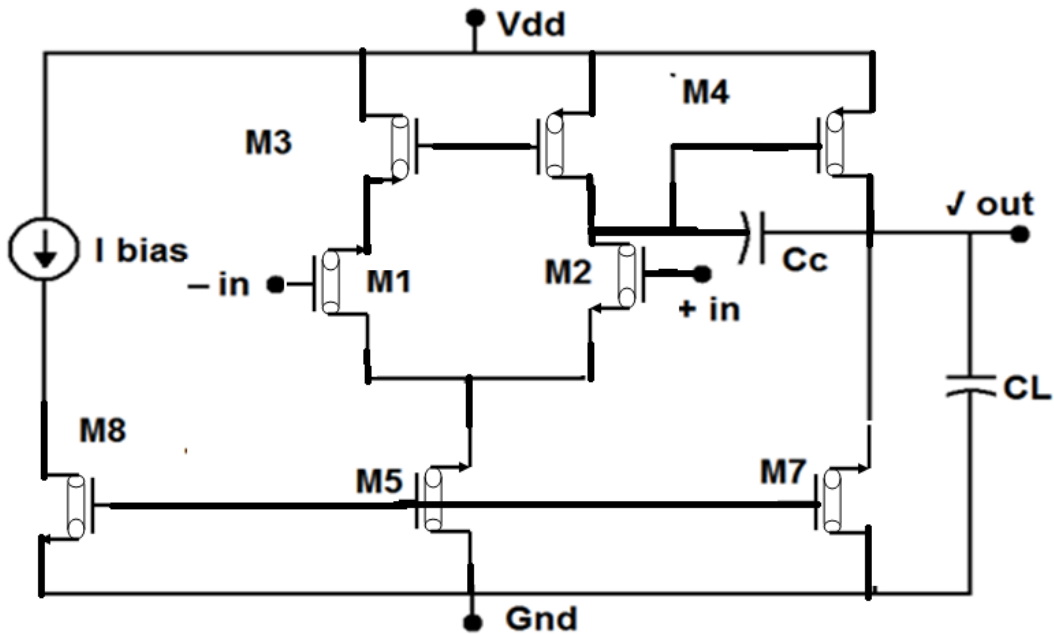 Vdd
M4
M3
√ out
I bias
M1
M2
Cc
– in
+ in
CL
M8
M5
M7
Gnd